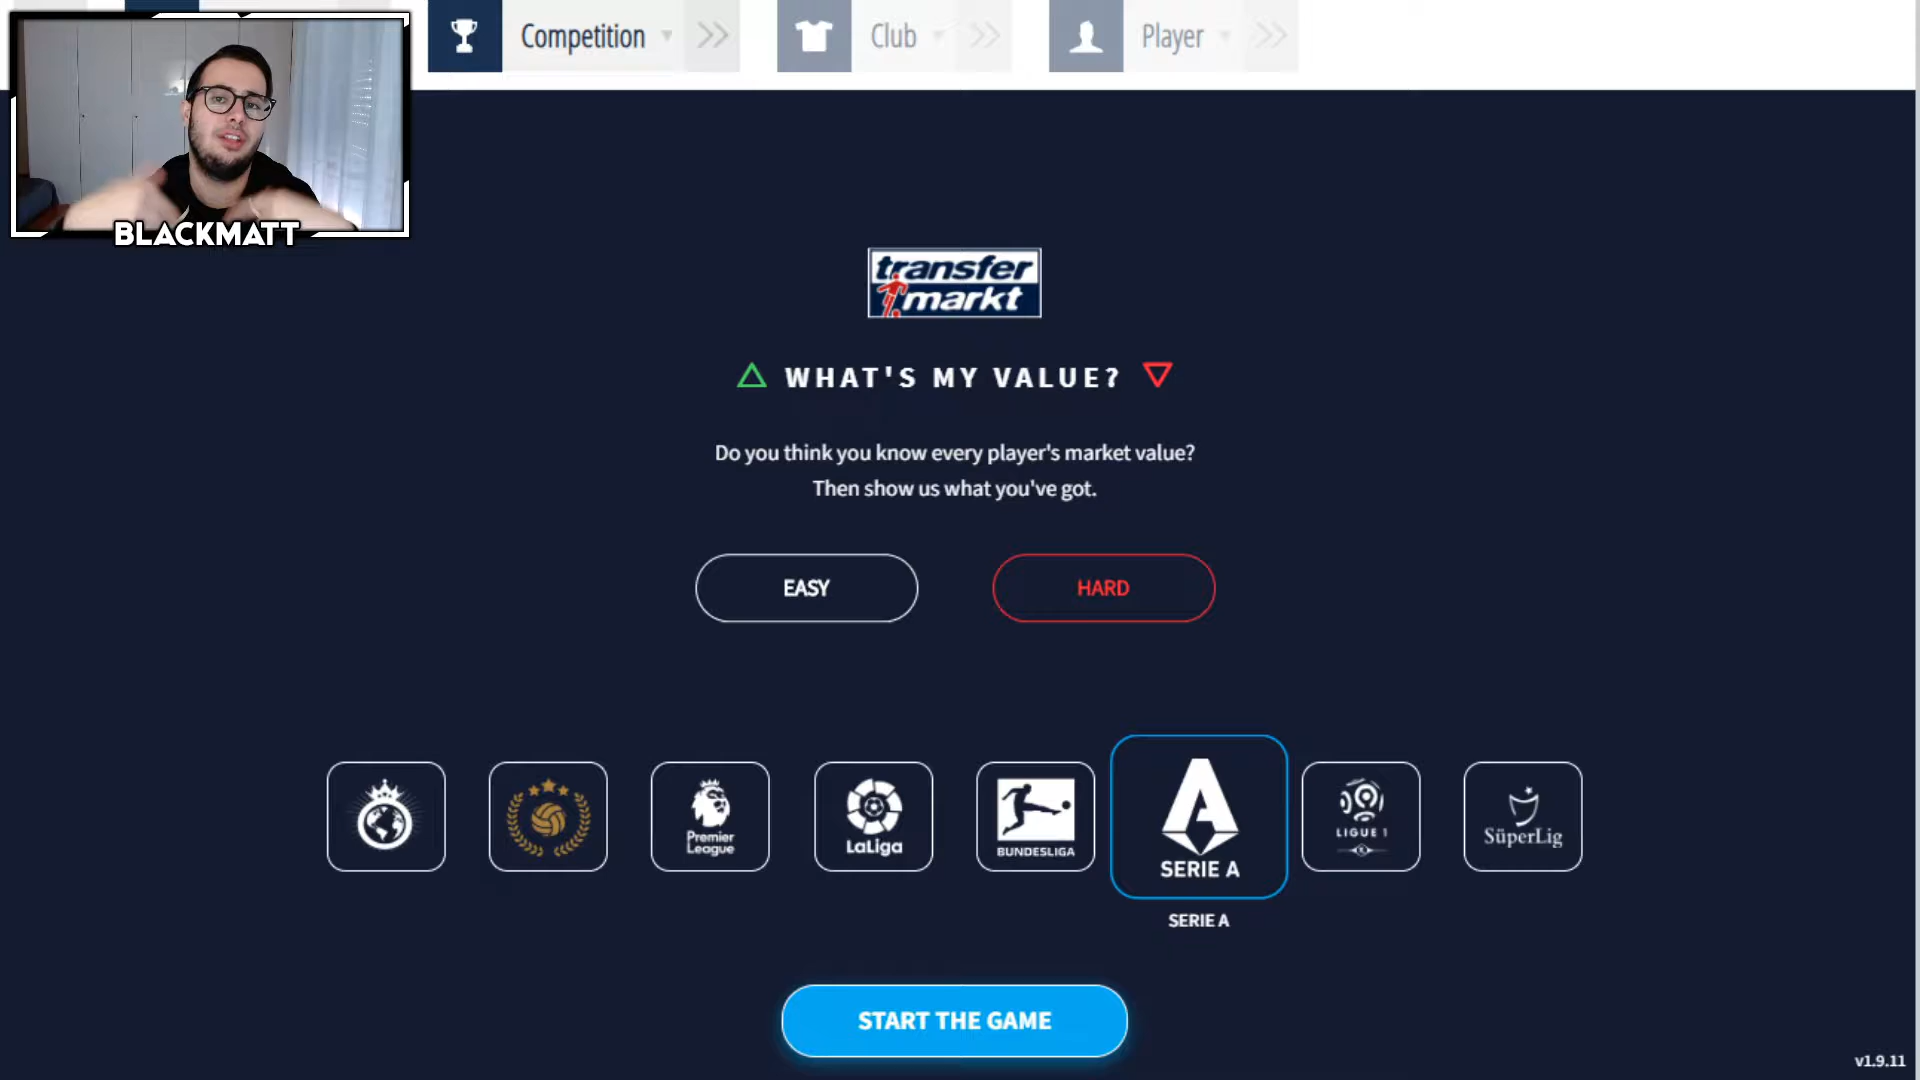 Competition
Club
Player
BLACKMATT
transfer
markt
WHAT'S MY VALUE?
Do you think you know every player's market value?
Then show us what you've got.
EASY
HARD
Premier
League
LaLiga
BUNDESLIGA
SERIE A
LIGUE 1
SüperLig
SERIE A
START THE GAME
v1.9.11